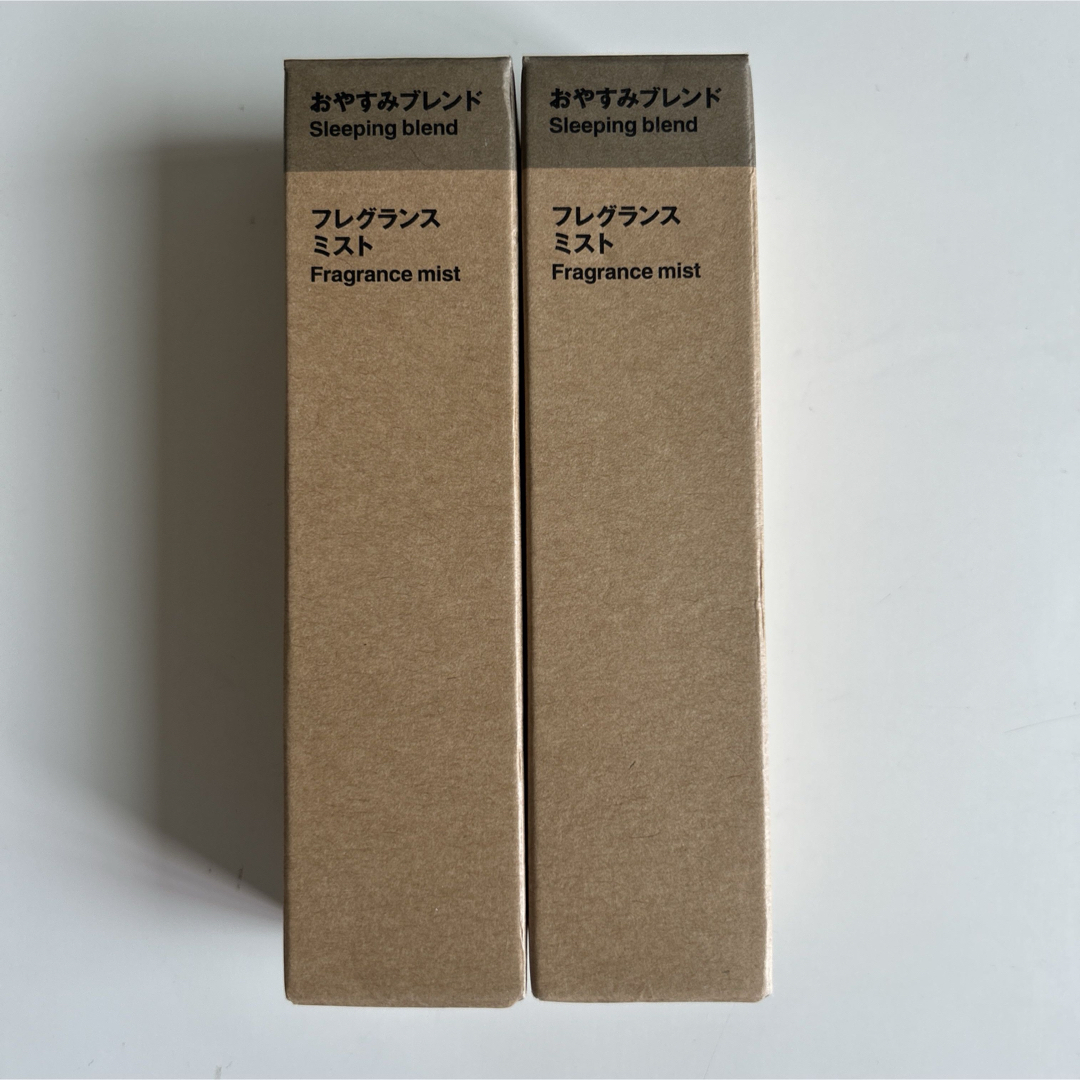 おやすみブレンド
Sleeping blend
フレグランス
ミスト
Fragrance mist
おやすみブレンド
Sleeping blend
フレグランス
ミスト
Fragrance mist